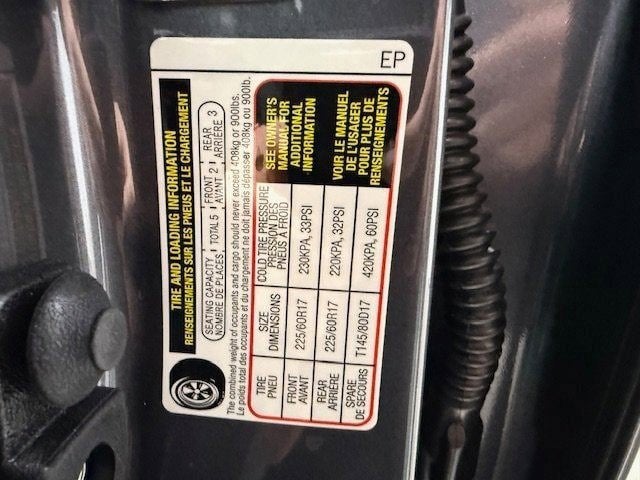 EP
TIRE AND LOADING INFORMATION
RENSEIGNEMENTS SUR LES PNEUS ET LE CHARGEMENT
SEATING CAPACITY TOTAL 5 FRONT 2 REAR 3
NOMBRE DE PLACES AVANT ARRIÈRE
The combined weight of occupants and cargo should never exceed 408kg or 900lbs.
Le poids total des occupants et du chargement ne doit jamais dépasser 408kg ou 900lb.
TIRE SIZE COLD TIRE PRESSURE
PNEU DIMENSIONS PRESSION DES
PNEUS À FROID
FRONT 225/60R17 230KPA, 33PSI
AVANT
REAR 225/60R17 220KPA, 32PSI
ARRIÈRE
SPARE T145/80D17 420KPA, 60PSI
DE SECOURS
SEE OWNER'S
MANUAL FOR
ADDITIONAL
INFORMATION
VOIR LE MANUEL
DE L'USAGER
POUR PLUS DE
RENSEIGNEMENTS